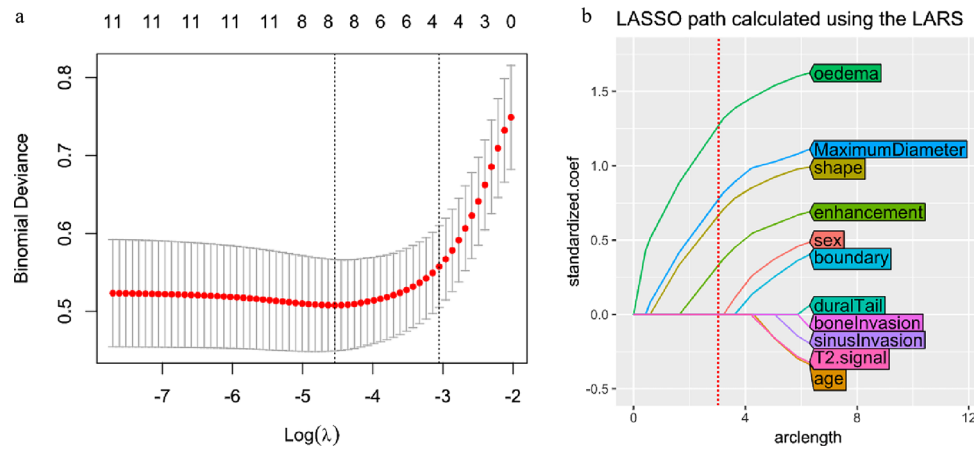 a
11 11 11 11 11 8 8 6 6 4 4 3 0
Binomial Deviance
0.8
0.7
0.6
0.5
-7 -6 -5 -4 -3 -2
Log(λ)
b
LASSO path calculated using the LARS
standardized.coef
1.5
1.0
0.5
0.0
-0.5
oedema
MaximumDiameter
shape
enhancement
sex
boundary
duralTail
boneInvasion
sinusInvasion
T2.signal
age
0 4 8 12
arclength